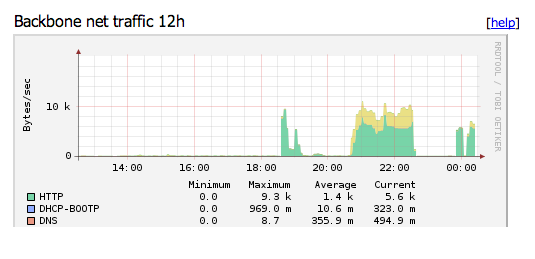 Backbone net traffic 12h [help]
RRDTOOL / TOBI OETIKER
Bytes/sec
10 k
0
14:00 16:00 18:00 20:00 22:00 00:00
Minimum Maximum Average Current
HTTP 0.0 9.3 k 1.4 k 5.6 k
DHCP-BOOTP 0.0 969.0 m 10.6 m 323.0 m
DNS 0.0 8.7 355.9 m 494.9 m